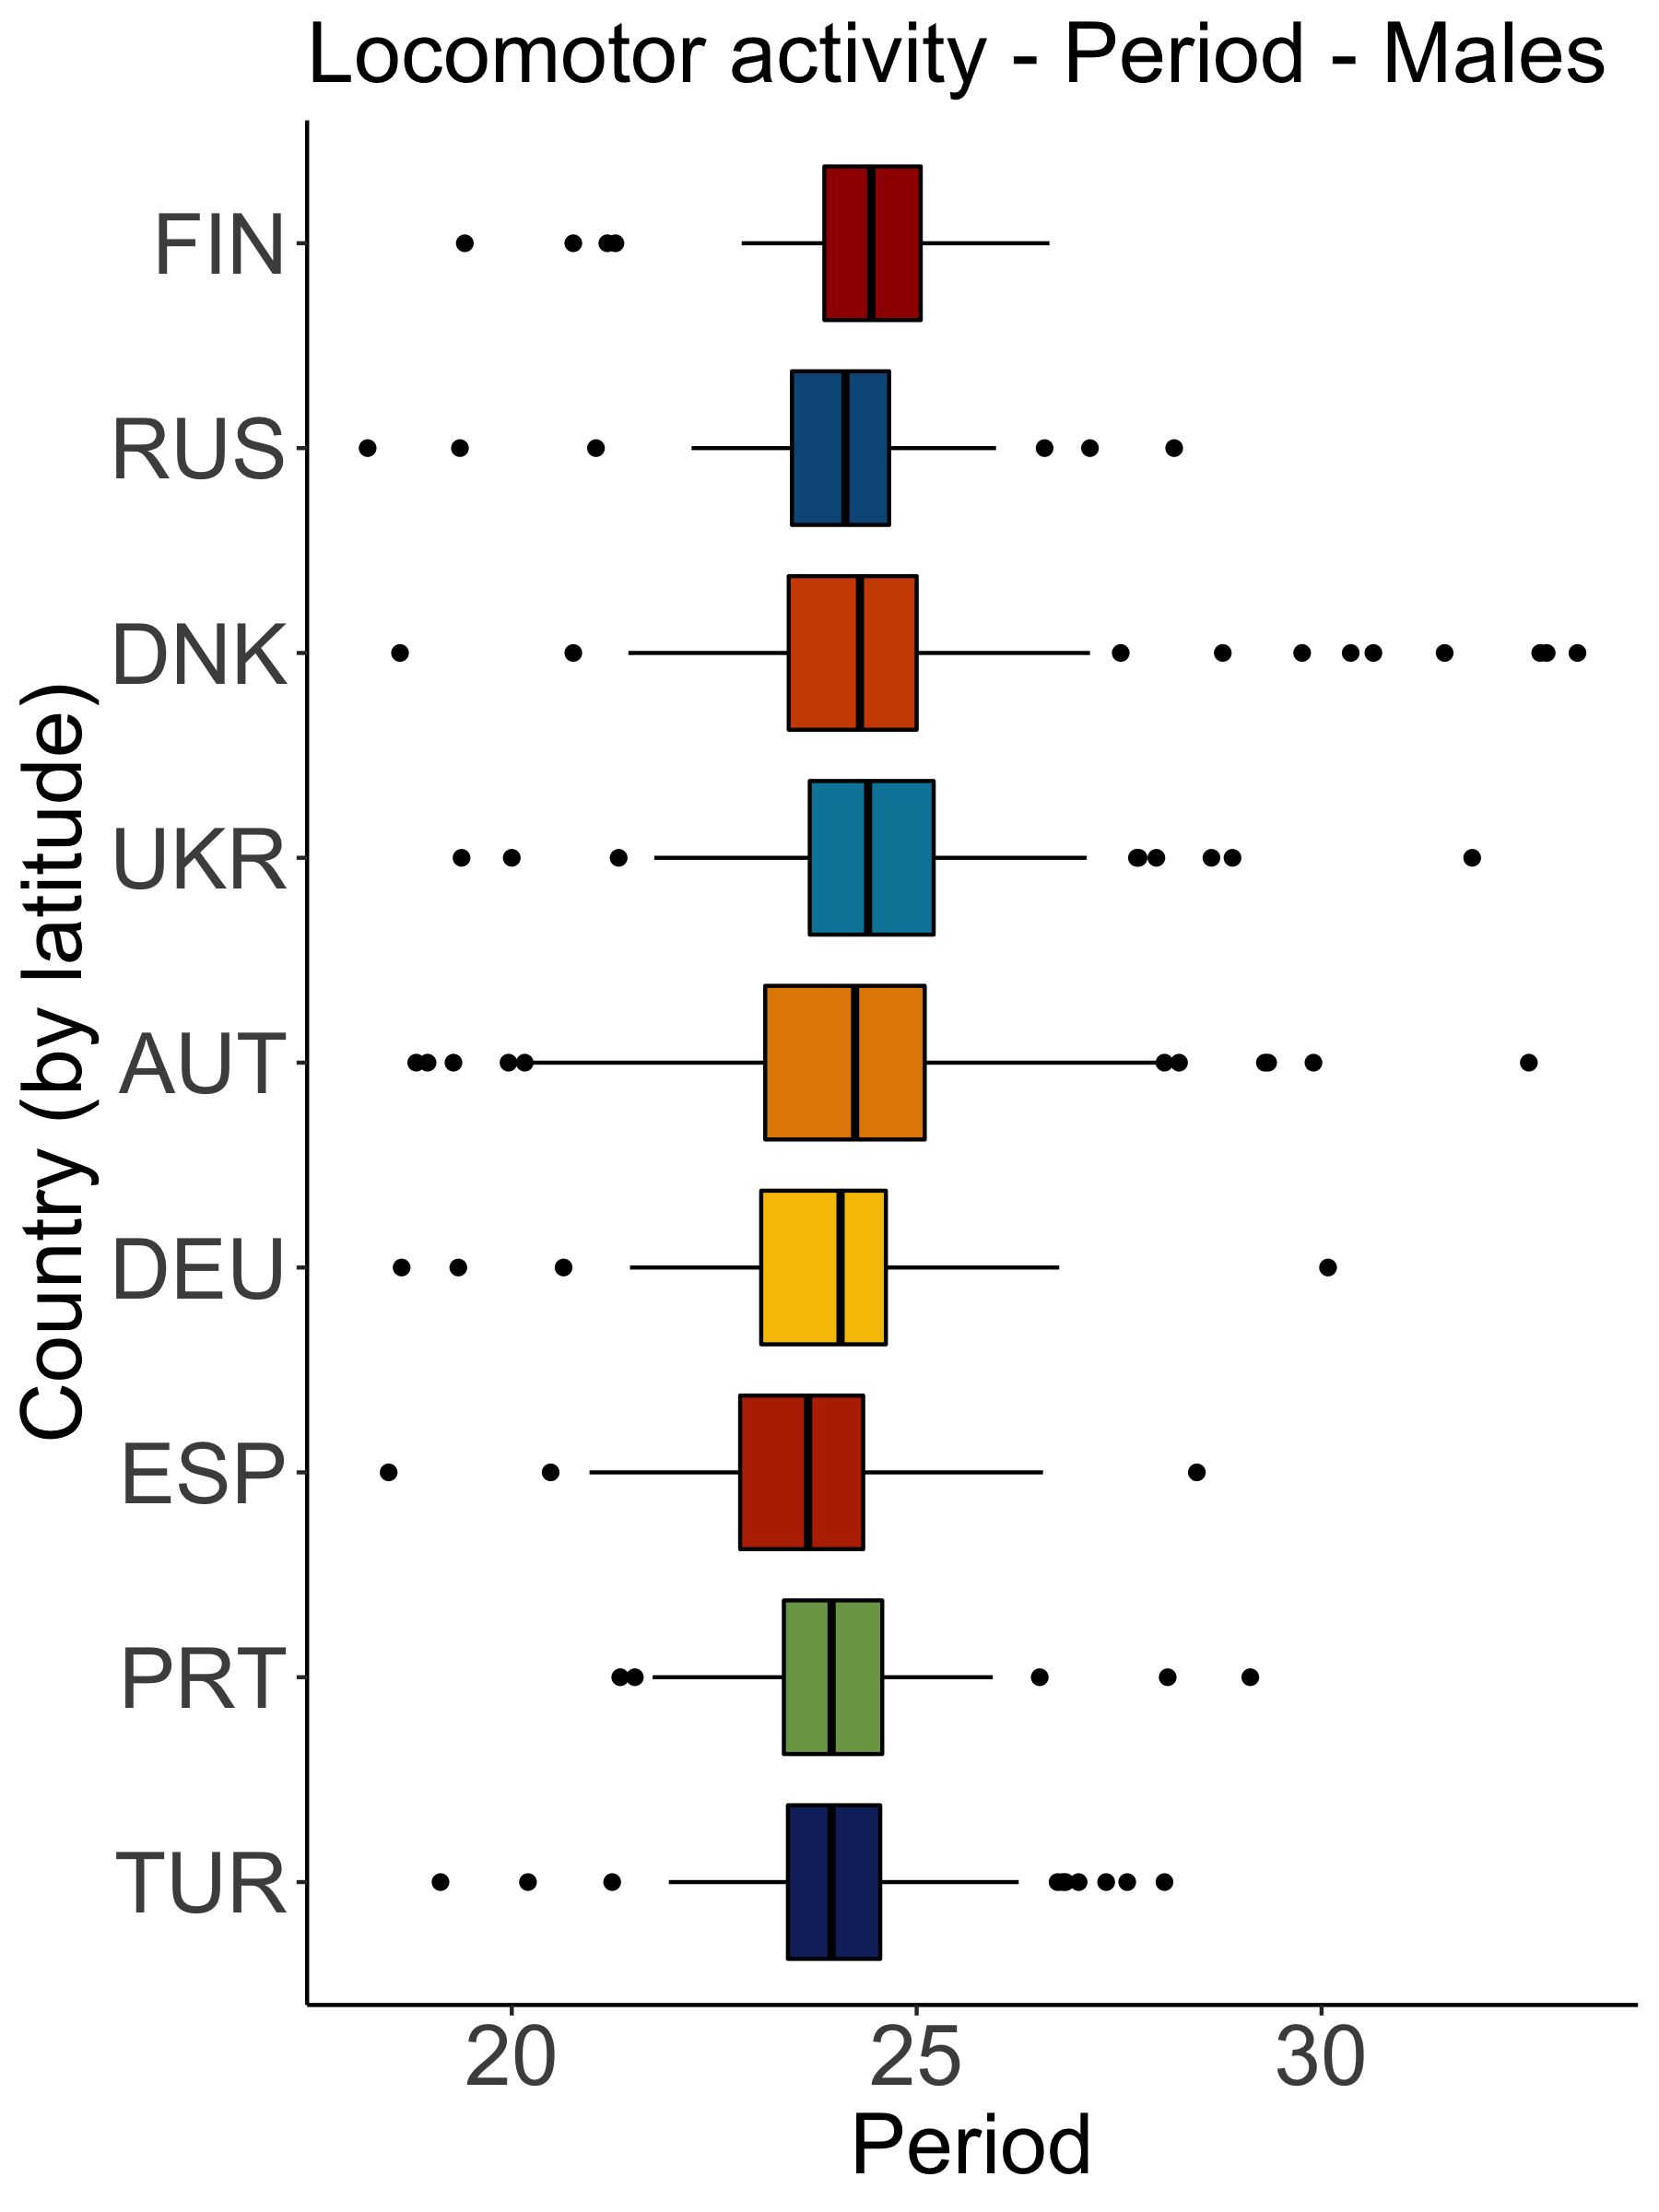 Locomotor activity - Period - Males
Country (by latitude)
FIN
RUS
DNK
UKR
AUT
DEU
ESP
PRT
TUR
20 25 30
Period